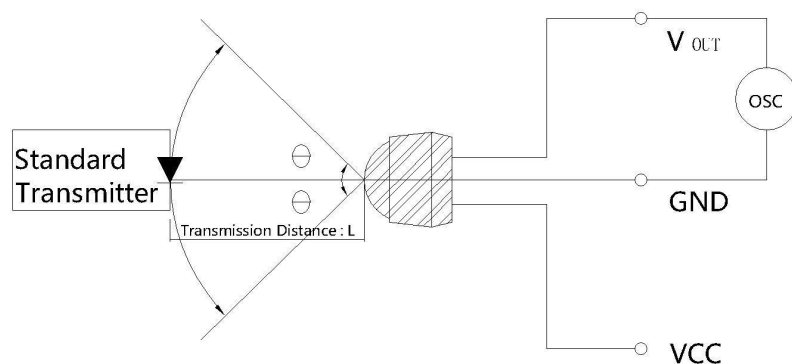 V OUT
OSC
Standard
Transmitter
θ
θ
GND
Transmission Distance : L
VCC